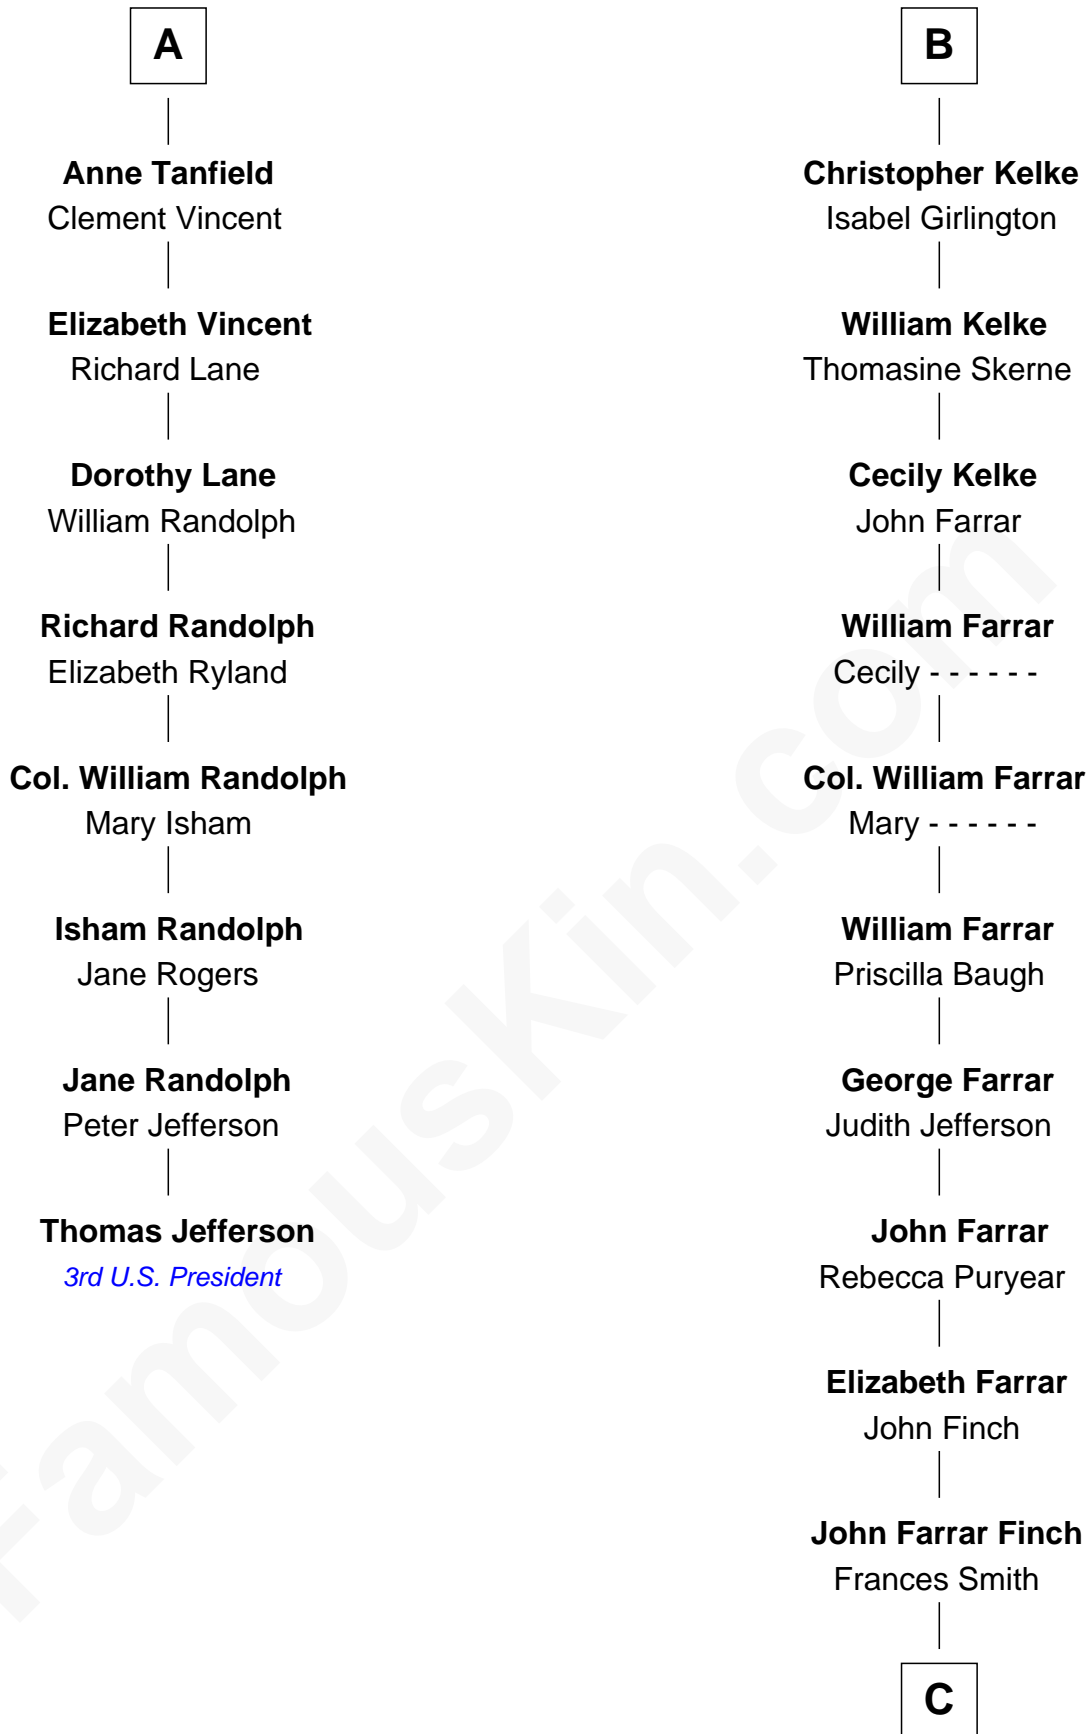 A
Anne Tanfield
Clement Vincent
Elizabeth Vincent
Richard Lane
Dorothy Lane
William Randolph
Richard Randolph
Elizabeth Ryland
Col. William Randolph
Mary Isham
Isham Randolph
Jane Rogers
Jane Randolph
Peter Jefferson
Thomas Jefferson
3rd U.S. President
B
Christopher Kelke
Isabel Girlington
William Kelke
Thomasine Skerne
Cecily Kelke
John Farrar
William Farrar
Cecily - - - - - -
Col. William Farrar
Mary - - - - - -
William Farrar
Priscilla Baugh
George Farrar
Judith Jefferson
John Farrar
Rebecca Puryear
Elizabeth Farrar
John Finch
John Farrar Finch
Frances Smith
C
FamousKin.com